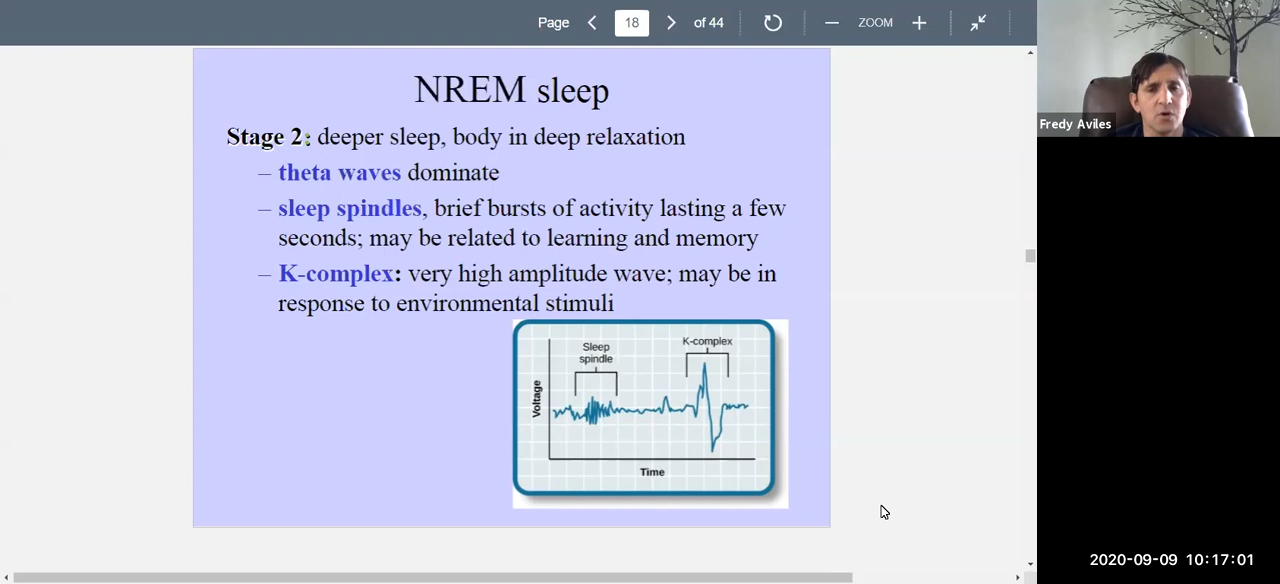 Page 18 of 44 ZOOM
NREM sleep
Stage 2: deeper sleep, body in deep relaxation
– theta waves dominate
– sleep spindles, brief bursts of activity lasting a few
seconds; may be related to learning and memory
– K-complex: very high amplitude wave; may be in
response to environmental stimuli
Sleep
spindle
K-complex
Voltage
Time
Fredy Aviles
2020-09-09 10:17:01